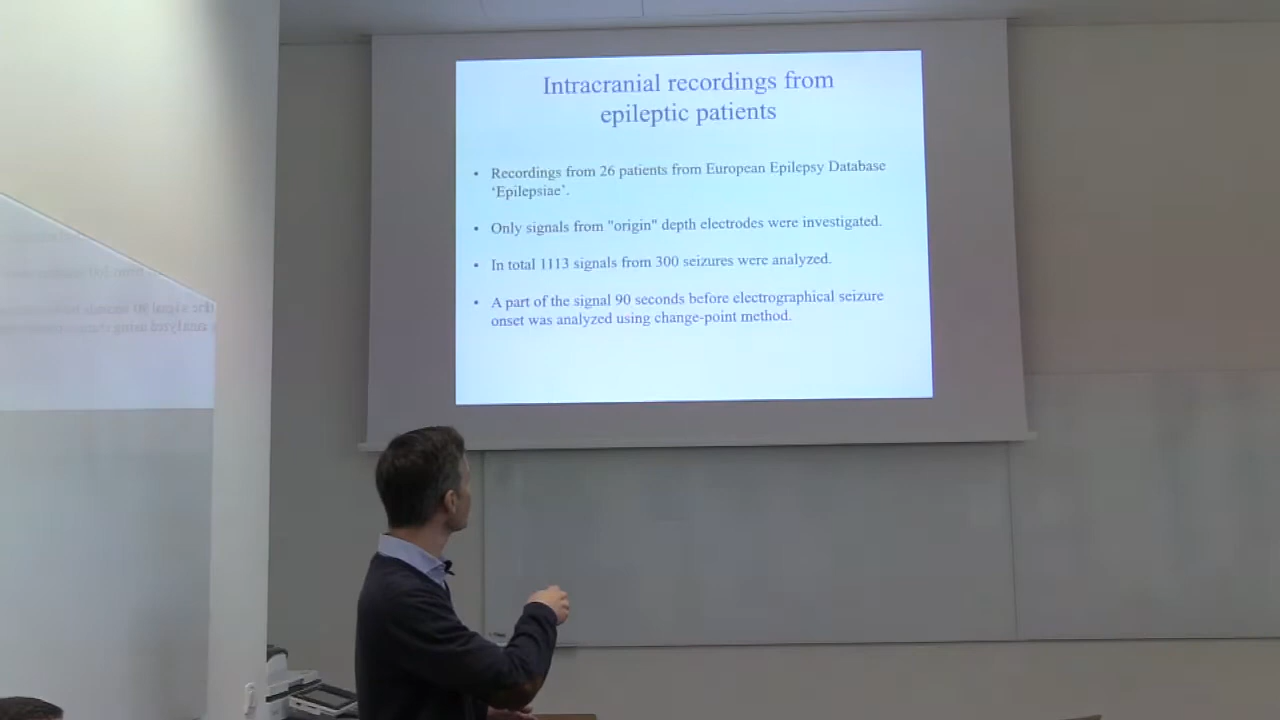 Intracranial recordings from
epileptic patients
• Recordings from 26 patients from European Epilepsy Database
‘Epilepsiae’.
• Only signals from "origin" depth electrodes were investigated.
• In total 1113 signals from 300 seizures were analyzed.
• A part of the signal 90 seconds before electrographical seizure
onset was analyzed using change-point method.